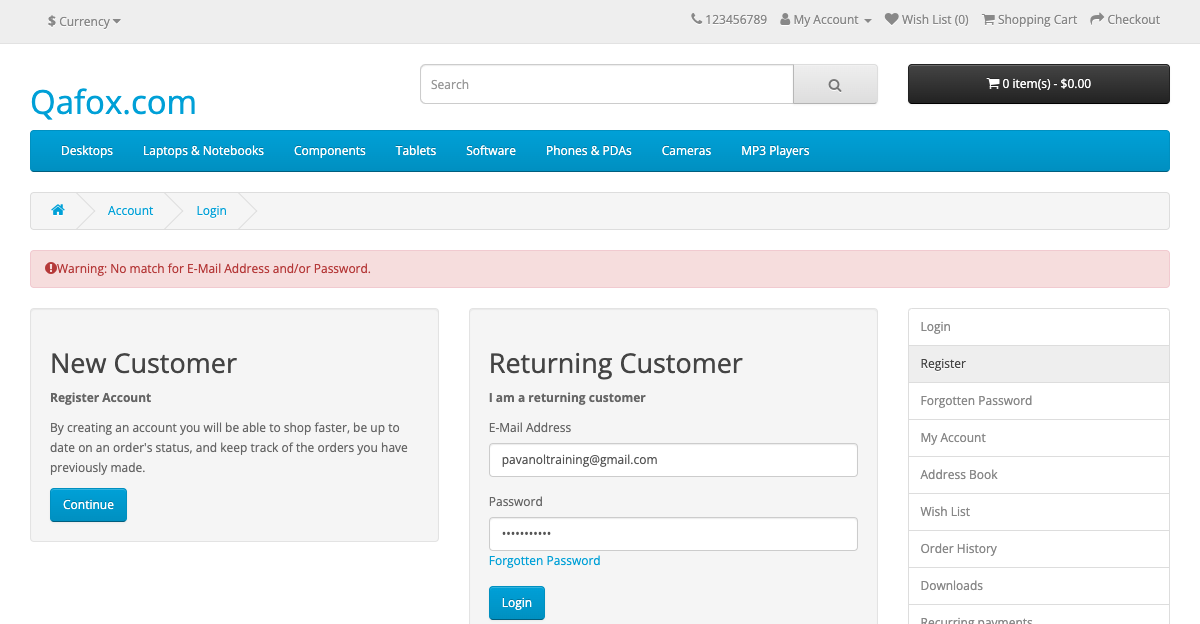 $ Currency
123456789 My Account Wish List (0) Shopping Cart Checkout
Qafox.com
Search
0 item(s) - $0.00
Desktops Laptops & Notebooks Components Tablets Software Phones & PDAs Cameras MP3 Players
Account Login
Warning: No match for E-Mail Address and/or Password.
New Customer
Register Account
By creating an account you will be able to shop faster, be up to
date on an order's status, and keep track of the orders you have
previously made.
Continue
Returning Customer
I am a returning customer
E-Mail Address
pavanoltraining@gmail.com
Password
•••••••••••
Forgotten Password
Login
Login
Register
Forgotten Password
My Account
Address Book
Wish List
Order History
Downloads
Recurring payments